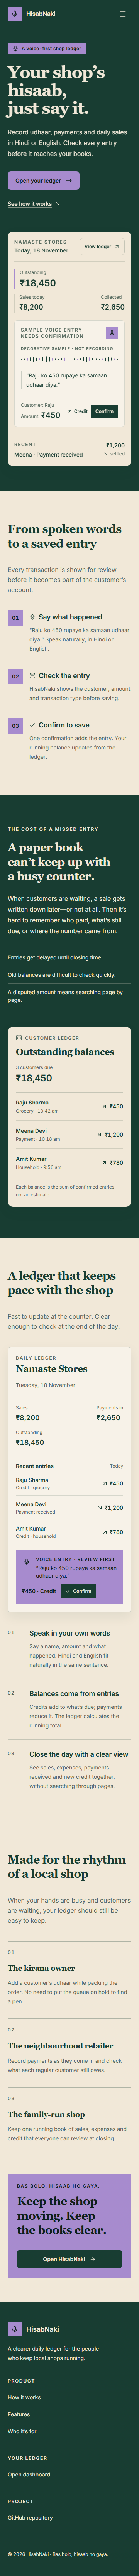 HisabNaki
A voice-first shop ledger
Your shop's
hisaab,
just say it.
Record udhaar, payments and daily sales
in Hindi or English. Check every entry
before it reaches your books.
Open your ledger
See how it works
NAMASTE STORES
Today, 18 November
View ledger
Outstanding
₹18,450
Sales today
₹8,200
Collected
₹2,650
SAMPLE VOICE ENTRY ·
NEEDS CONFIRMATION
DECORATIVE SAMPLE · NOT RECORDING
"Raju ko 450 rupaye ka samaan
udhaar diya."
Customer: Raju
Amount: ₹450
Credit
Confirm
RECENT
Meena · Payment received
₹1,200
settled
From spoken words
to a saved entry
Every transaction is shown for review
before it becomes part of the customer's
account.
01
Say what happened
"Raju ko 450 rupaye ka samaan udhaar
diya." Speak naturally, in Hindi or
English.
02
Check the entry
HisabNaki shows the customer, amount
and transaction type before saving.
03
Confirm to save
One confirmation adds the entry. Your
running balance updates from the
ledger.
THE COST OF A MISSED ENTRY
A paper book
can't keep up with
a busy counter.
When customers are waiting, a sale gets
written down later—or not at all. Then it's
hard to remember who paid, what's still
due, or where the number came from.
Entries get delayed until closing time.
Old balances are difficult to check quickly.
A disputed amount means searching page by
page.
CUSTOMER LEDGER
Outstanding balances
3 customers due
₹18,450
Raju Sharma
Grocery · 10:42 am
₹450
Meena Devi
Payment · 10:18 am
₹1,200
Amit Kumar
Household · 9:56 am
₹780
Each balance is the sum of confirmed entries—
not an estimate.
A ledger that keeps
pace with the shop
Fast to update at the counter. Clear
enough to check at the end of the day.
DAILY LEDGER
Namaste Stores
Tuesday, 18 November
Sales
₹8,200
Payments in
₹2,650
Outstanding
₹18,450
Recent entries
Today
Raju Sharma
Credit · grocery
₹450
Meena Devi
Payment received
₹1,200
Amit Kumar
Credit · household
₹780
VOICE ENTRY · REVIEW FIRST
"Raju ko 450 rupaye ka samaan
udhaar diya."
₹450 · Credit
Confirm
01
Speak in your own words
Say a name, amount and what
happened. Hindi and English fit
naturally in the same sentence.
02
Balances come from entries
Credits add to what's due; payments
reduce it. The ledger calculates the
running total.
03
Close the day with a clear view
See sales, expenses, payments
received and new credit together,
without searching through pages.
Made for the rhythm
of a local shop
When your hands are busy and customers
are waiting, your ledger should still be
easy to keep.
01
The kirana owner
Add a customer's udhaar while packing the
order. No need to put the queue on hold to find
a pen.
02
The neighbourhood retailer
Record payments as they come in and check
what each regular customer still owes.
03
The family-run shop
Keep one running book of sales, expenses and
credit that everyone can review at closing.
BAS BOLO, HISAAB HO GAYA.
Keep the shop
moving. Keep
the books clear.
Open HisabNaki
HisabNaki
A clearer daily ledger for the people
who keep local shops running.
PRODUCT
How it works
Features
Who it's for
YOUR LEDGER
Open dashboard
PROJECT
GitHub repository
© 2026 HisabNaki · Bas bolo, hisaab ho gaya.